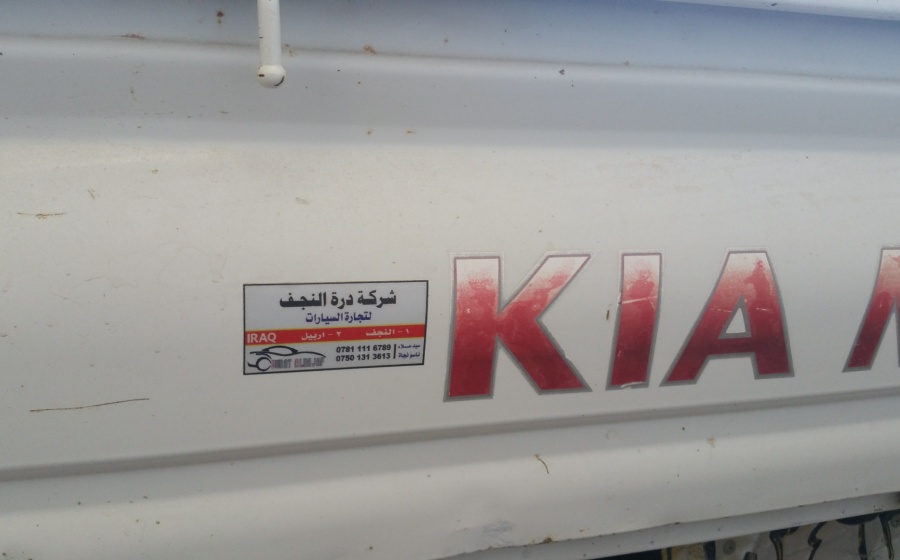 شركة درة النجف
لتجارة السيارات
IRAQ ١ - النجف ٢ - اربيل
0781 111 6789
0750 131 3613
KIA